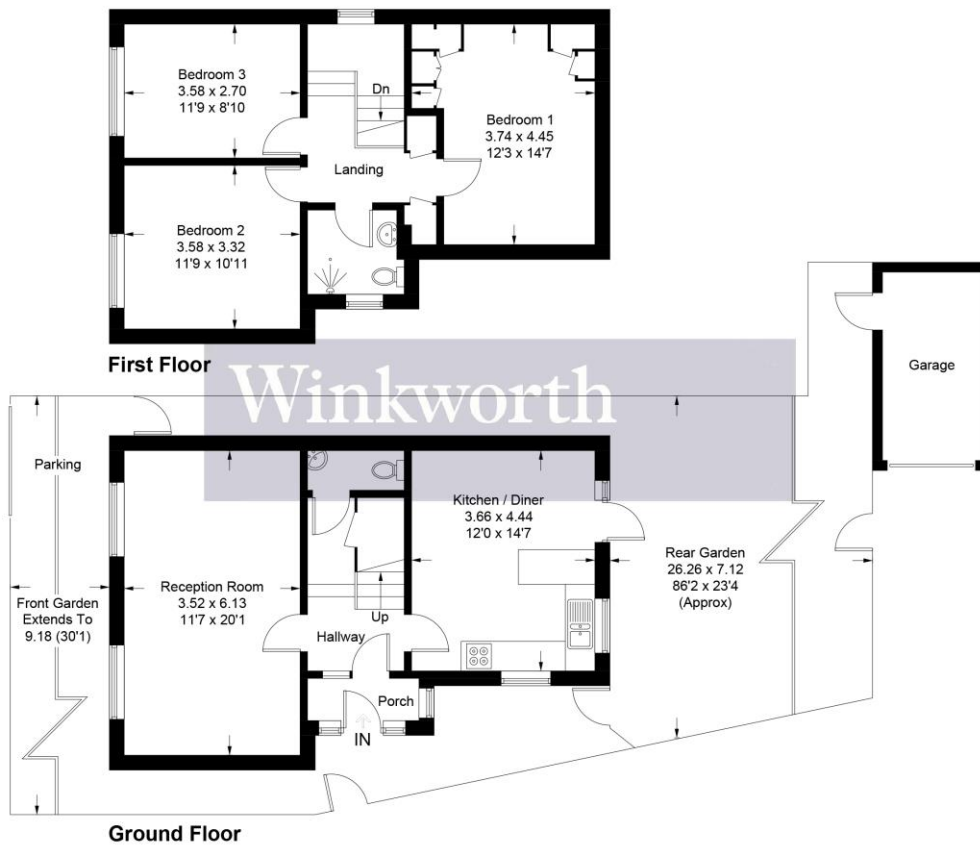 Bedroom 3
3.58 x 2.70
11'9 x 8'10
Dn
Bedroom 1
3.74 x 4.45
12'3 x 14'7
Landing
Bedroom 2
3.58 x 3.32
11'9 x 10'11
First Floor
Winkworth
Garage
Parking
Kitchen / Diner
3.66 x 4.44
12'0 x 14'7
Reception Room
3.52 x 6.13
11'7 x 20'1
Rear Garden
26.26 x 7.12
86'2 x 23'4
(Approx)
Front Garden
Extends To
9.18 (30'1)
Up
Hallway
Porch
IN
Ground Floor